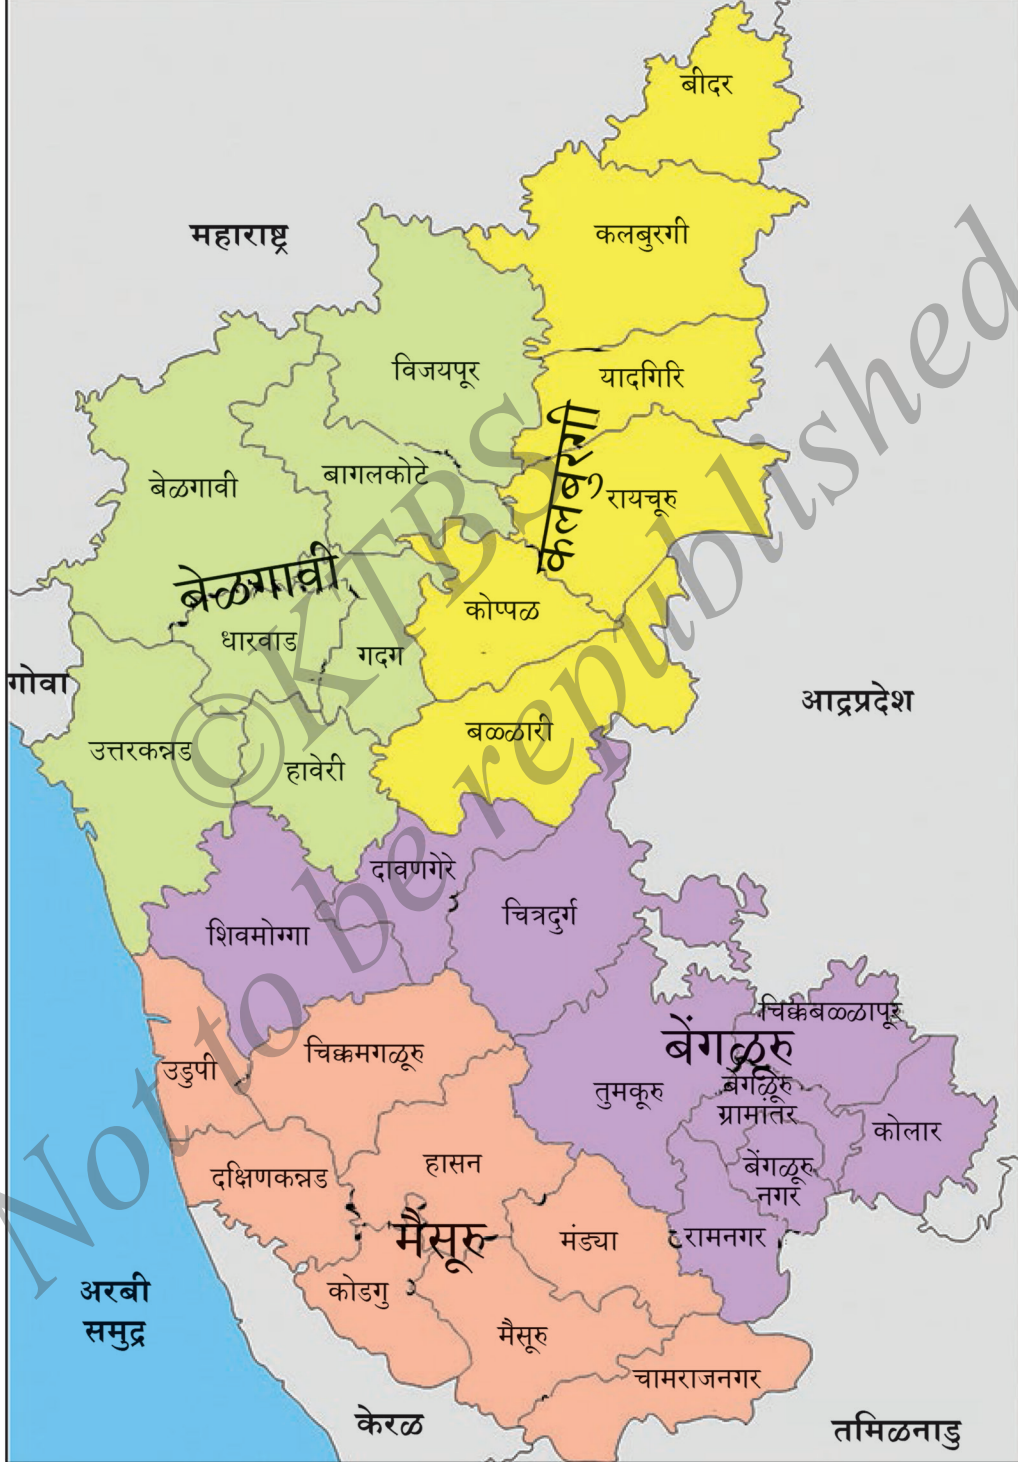 बीदर
महाराष्ट्र
कलबुरगी
विजयपूर
यादगिरि
कलबुरगी
बेळगावी
बागलकोटे
रायचूरु
बेळगावी
कोप्पळ
धारवाड
गदग
गोवा
आद्रप्रदेश
उत्तरकन्नड
हावेरी
बळ्ळारी
दावणगेरे
चित्रदुर्ग
शिवमोग्गा
चिक्कबळ्ळापूर
बेंगळूरु
चिक्कमगळूरु
उडुपी
तुमकूरु
बेंगळूरु
ग्रामांतर
कोलार
दक्षिणकन्नड
हासन
बेंगळूरु
नगर
मैसूरु
मंड्या
रामनगर
अरबी
समुद्र
कोडगु
मैसूरु
चामराजनगर
केरळ
तमिळनाडु
©KTBS
Not to be republished